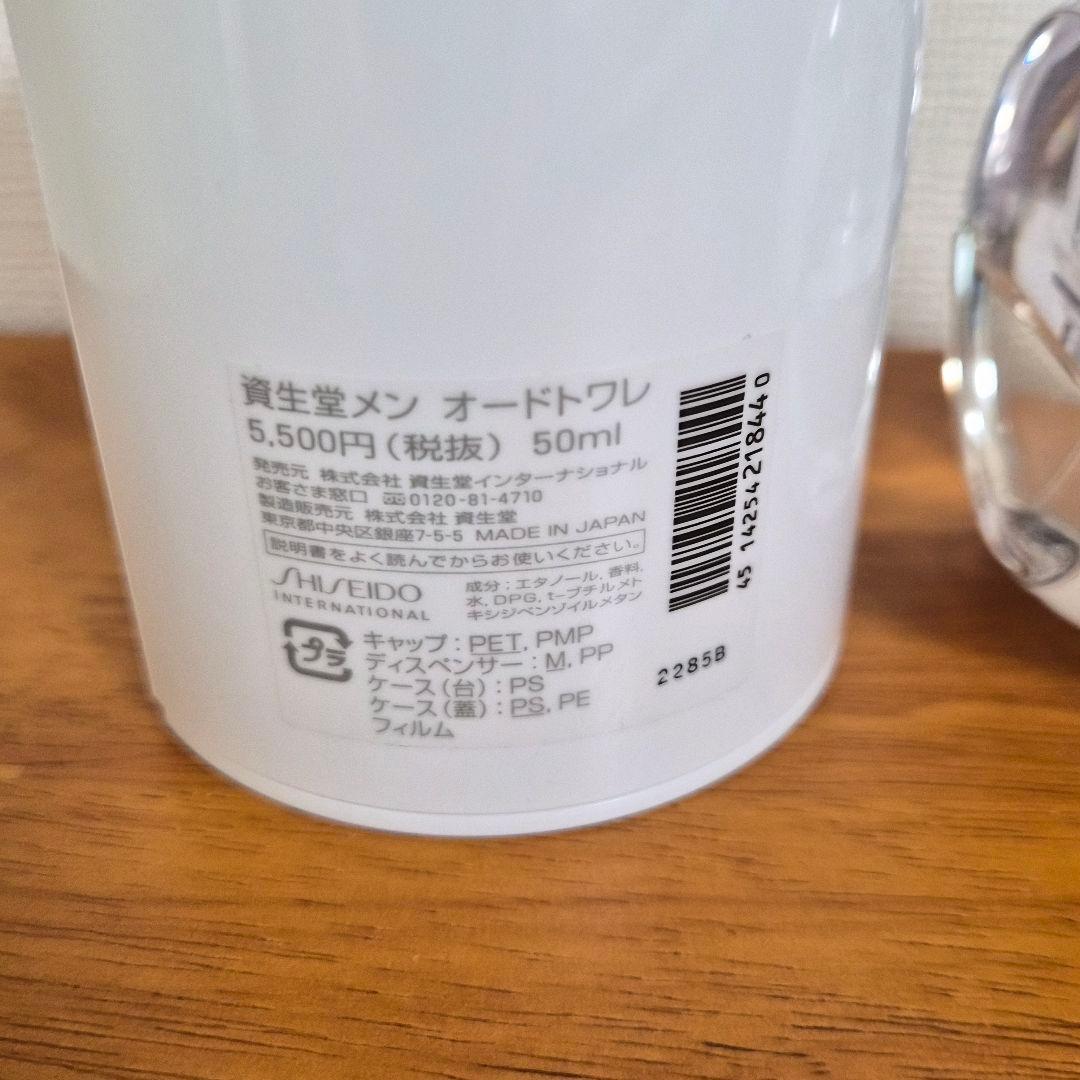 資生堂メン オードトワレ
5,500円(税抜) 50ml
発売元 株式会社 資生堂インターナショナル
お客さま窓口 0120-81-4710
製造販売元 株式会社 資生堂
東京都中央区銀座7-5-5 MADE IN JAPAN
説明書をよく読んでからお使いください。
SHISEIDO
INTERNATIONAL
成分:エタノール,香料,
水,DPG,t-ブチルメト
キシジベンゾイルメタン
プラ
キャップ:PET,PMP
ディスペンサー:M,PP
ケース(台):PS
ケース(蓋):PS,PE
フィルム
45 14254 21844 0
2285B